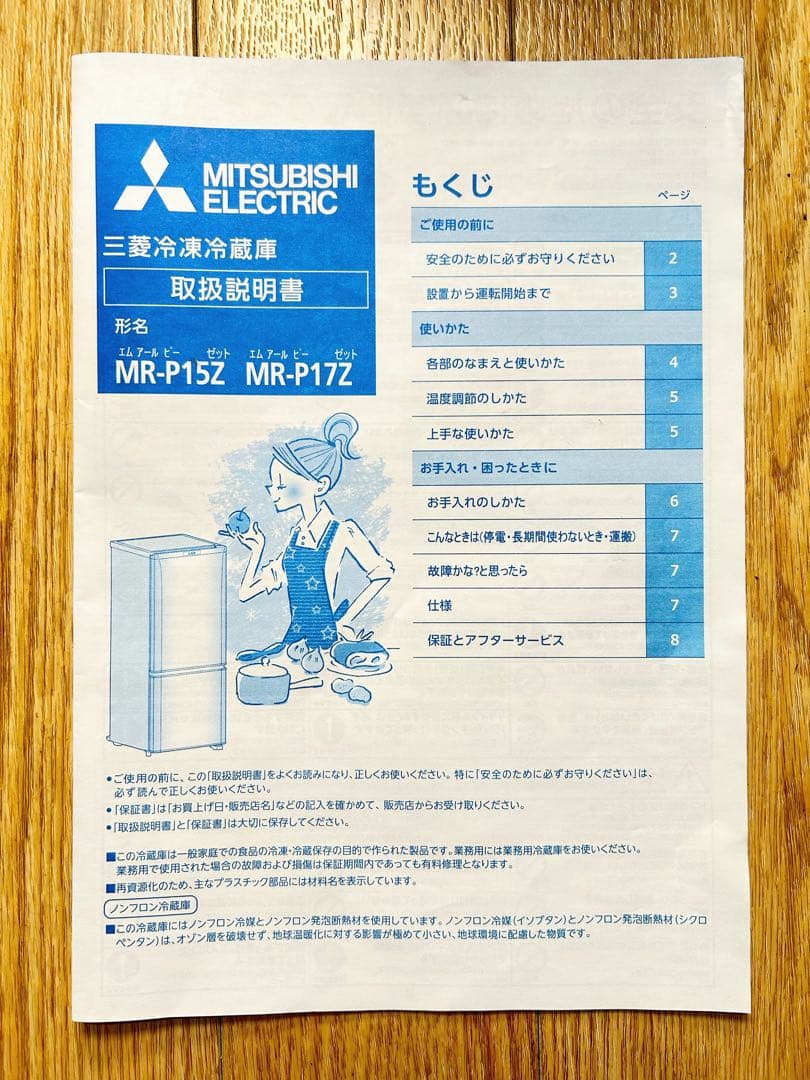 MITSUBISHI
ELECTRIC
三菱冷凍冷蔵庫
取扱説明書
形名
エム アール ピー ゼット エム アール ピー ゼット
MR-P15Z MR-P17Z
もくじ
ページ
ご使用の前に
安全のために必ずお守りください 2
設置から運転開始まで 3
使いかた
各部のなまえと使いかた 4
温度調節のしかた 5
上手な使いかた 5
お手入れ・困ったときに
お手入れのしかた 6
こんなときは(停電・長期間使わないとき・運搬) 7
故障かな?と思ったら 7
仕様 7
保証とアフターサービス 8
●ご使用の前に、この「取扱説明書」をよくお読みになり、正しくお使いください。特に「安全のために必ずお守りください」は、
必ず読んで正しくお使いください。
●「保証書」は「お買上げ日・販売店名」などの記入を確かめて、販売店からお受け取りください。
●「取扱説明書」と「保証書」は大切に保存してください。
■この冷蔵庫は一般家庭での食品の冷凍・冷蔵保存の目的で作られた製品です。業務用には業務用冷蔵庫をお使いください。
業務用で使用された場合の故障および損傷は保証期間内であっても有料修理となります。
■再資源化のため、主なプラスチック部品には材料名を表示しています。
ノンフロン冷蔵庫
■この冷蔵庫にはノンフロン冷媒とノンフロン発泡断熱材を使用しています。ノンフロン冷媒(イソブタン)とノンフロン発泡断熱材(シクロ
ペンタン)は、オゾン層を破壊せず、地球温暖化に対する影響が極めて小さい、地球環境に配慮した物質です。